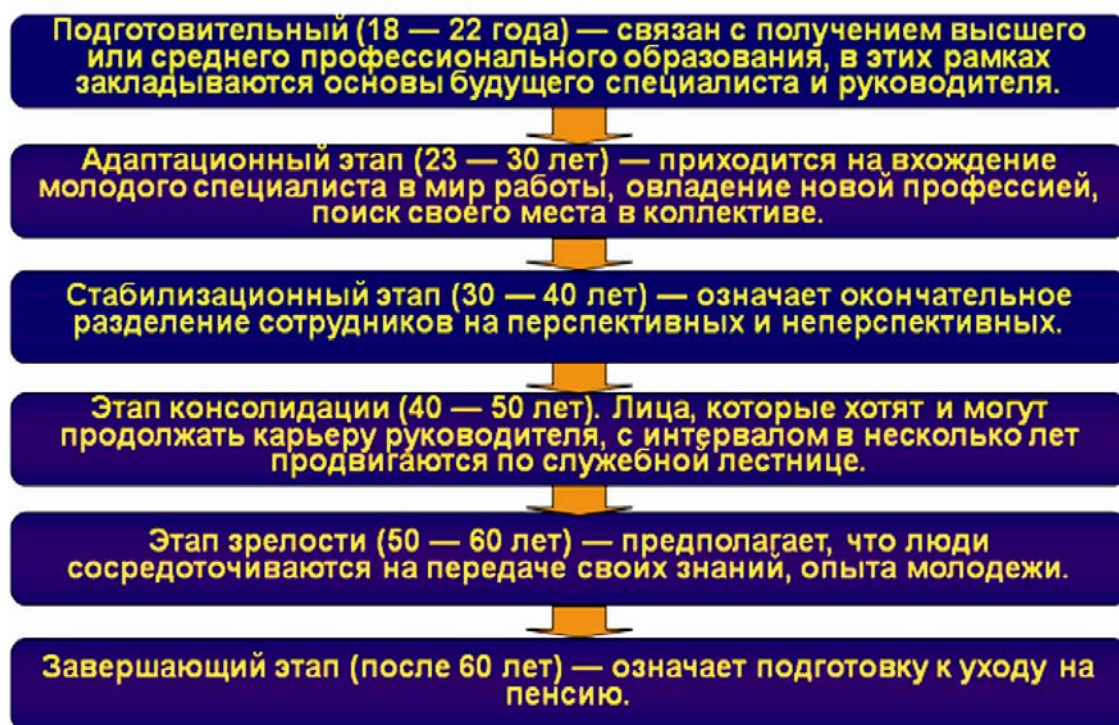 Подготовительный (18 — 22 года) — связан с получением высшего
или среднего профессионального образования, в этих рамках
закладываются основы будущего специалиста и руководителя.
Адаптационный этап (23 — 30 лет) — приходится на вхождение
молодого специалиста в мир работы, овладение новой профессией,
поиск своего места в коллективе.
Стабилизационный этап (30 — 40 лет) — означает окончательное
разделение сотрудников на перспективных и неперспективных.
Этап консолидации (40 — 50 лет). Лица, которые хотят и могут
продолжать карьеру руководителя, с интервалом в несколько лет
продвигаются по служебной лестнице.
Этап зрелости (50 — 60 лет) — предполагает, что люди
сосредоточиваются на передаче своих знаний, опыта молодежи.
Завершающий этап (после 60 лет) — означает подготовку к уходу на
пенсию.